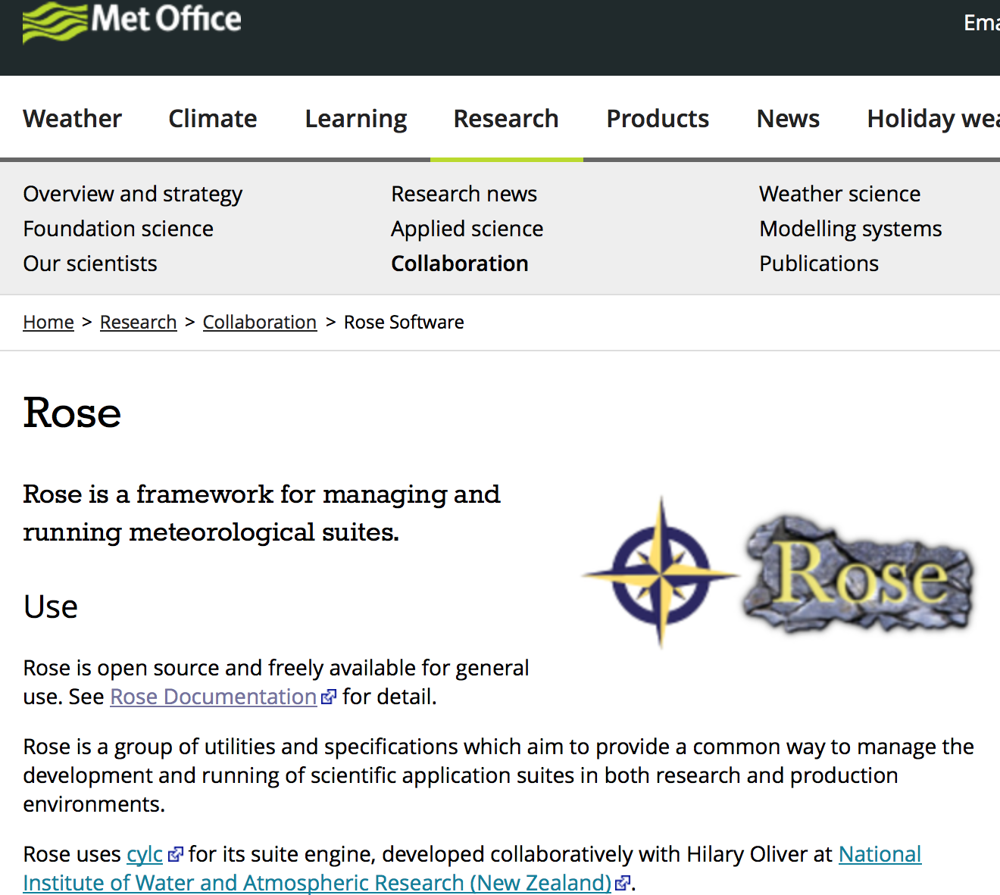 Met Office
Ema
Weather Climate Learning Research Products News Holiday wea
Overview and strategy Research news Weather science
Foundation science Applied science Modelling systems
Our scientists Collaboration Publications
Home > Research > Collaboration > Rose Software
Rose
Rose is a framework for managing and
running meteorological suites.
Rose
Use
Rose is open source and freely available for general
use. See Rose Documentation for detail.
Rose is a group of utilities and specifications which aim to provide a common way to manage the
development and running of scientific application suites in both research and production
environments.
Rose uses cylc for its suite engine, developed collaboratively with Hilary Oliver at National
Institute of Water and Atmospheric Research (New Zealand).